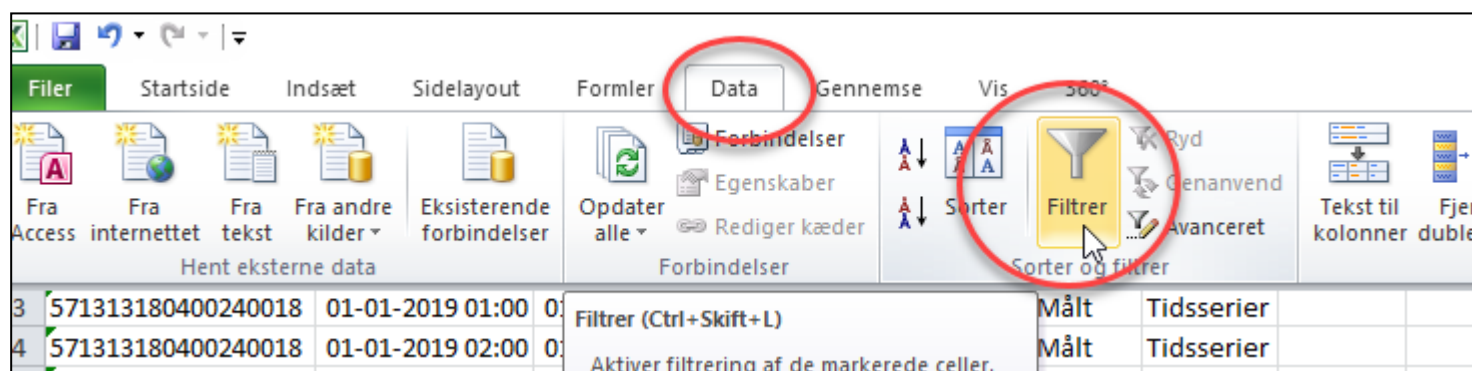 Filer Startside Indsæt Sidelayout Formler Data Gennemse Vis 360°
Forbindelser Ryd
Egenskaber Genanvend
Fra Fra Fra Fra andre Eksisterende Opdater Sorter Filtrer Tekst til
Access internettet tekst kilder forbindelser alle Rediger kæder Avanceret kolonner
Hent eksterne data Forbindelser Sorter og filtrer
3 571313180400240018 01-01-2019 01:00 Målt Tidsserier
Filtrer (Ctrl+Skift+L)
4 571313180400240018 01-01-2019 02:00 Målt Tidsserier
Aktiver filtrering af de markerede celler.